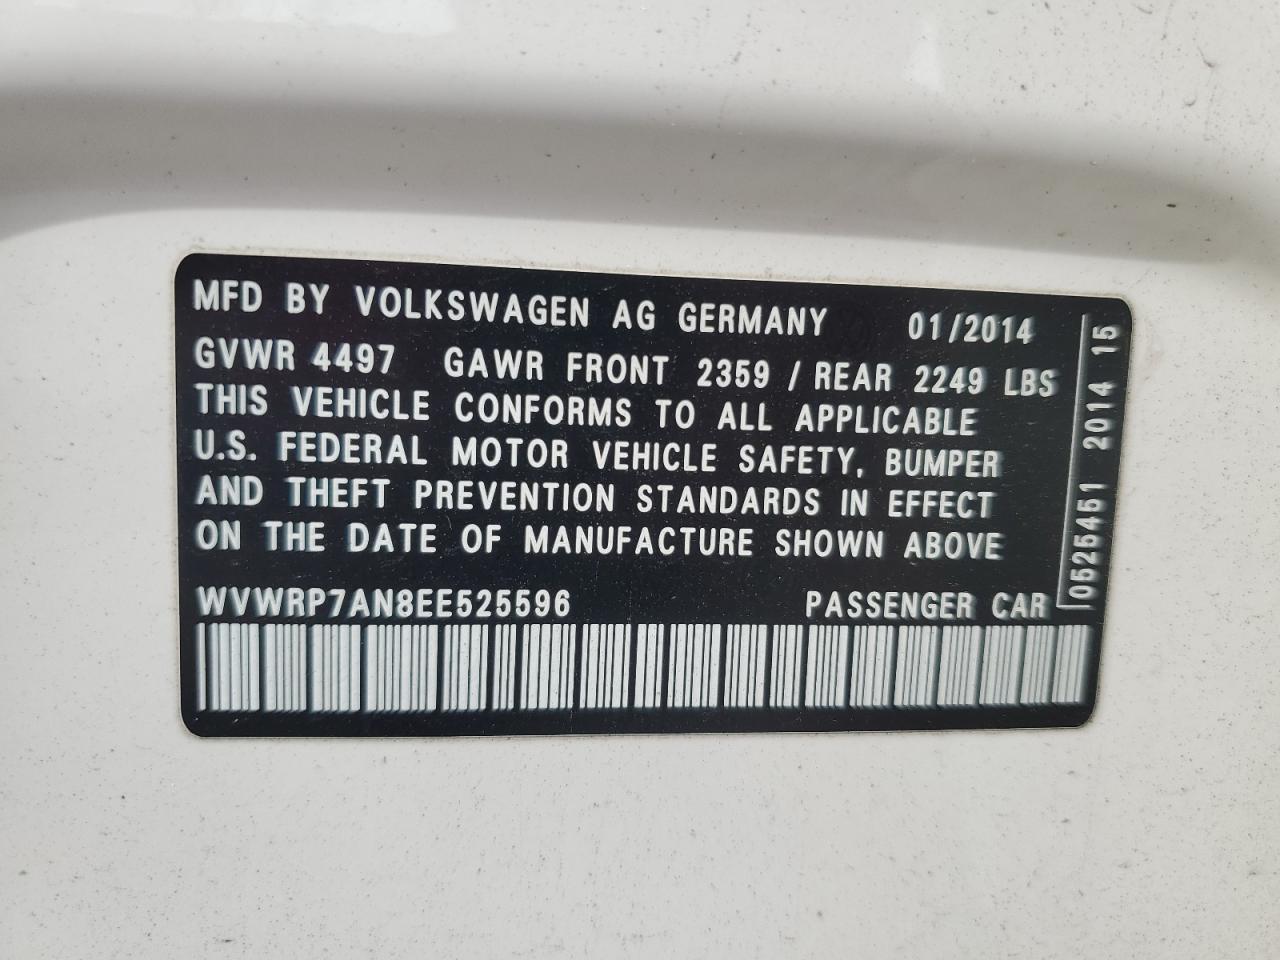 MFD BY VOLKSWAGEN AG GERMANY 01/2014
GVWR 4497 GAWR FRONT 2359 / REAR 2249 LBS
THIS VEHICLE CONFORMS TO ALL APPLICABLE
U.S. FEDERAL MOTOR VEHICLE SAFETY, BUMPER
AND THEFT PREVENTION STANDARDS IN EFFECT
ON THE DATE OF MANUFACTURE SHOWN ABOVE
WVWRP7AN8EE525596 PASSENGER CAR
0525451 2014 15